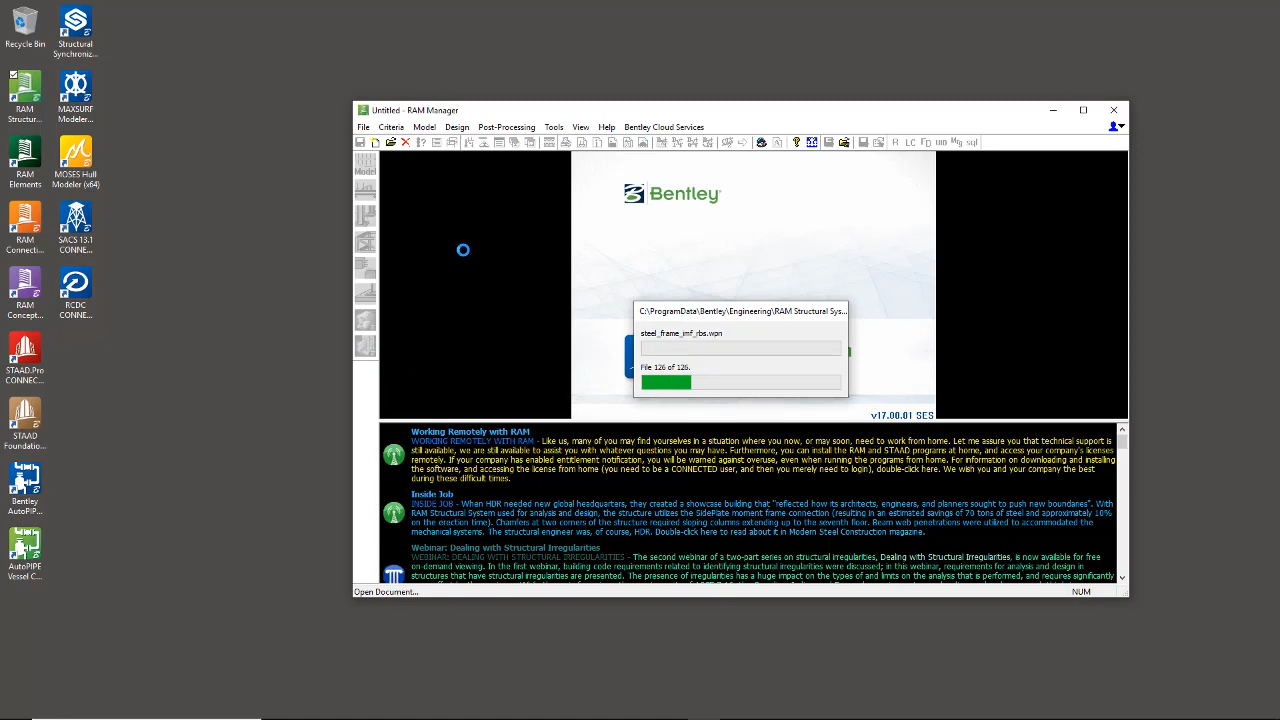 Recycle Bin
Structural
Synchroniz...
RAM
Structur...
MAXSURF
Modeler...
RAM
Elements
MOSES Hull
Modeler (x64)
RAM
Connecti...
SACS 13.1
CONNE...
RAM
Concept...
RCDC
CONNE...
STAAD.Pro
CONNEC...
STAAD
Foundatio...
Bentley
AutoPIP...
AutoPIPE
Vessel C...
Untitled - RAM Manager
File Criteria Model Design Post-Processing Tools View Help Bentley Cloud Services
R LC Mg sql
Model
Bentley
C:\ProgramData\Bentley\Engineering\RAM Structural Sys...
steel_frame_imf_rbs.wpn
File 126 of 126.
v17.00.01 SES
Working Remotely with RAM
WORKING REMOTELY WITH RAM - Like us, many of you may find yourselves in a situation where you now, or may soon, need to work from home. Let me assure you that technical support is
still available, we are still available to assist you with whatever questions you may have. Furthermore, you can install the RAM and STAAD programs at home, and access your company's licenses
remotely. If your company has enabled entitlement notification, you will be warned against overuse, even when running the programs from home. For information on downloading and installing
the software, and accessing the license from home (you need to be a CONNECTED user, and then you merely need to login), double-click here. We wish you and your company the best
during these difficult times.
Inside Job
INSIDE JOB - When HDR needed new global headquarters, they created a showcase building that "reflected how its architects, engineers, and planners sought to push new boundaries". With
RAM Structural System used for analysis and design, the structure utilizes the SidePlate moment frame connection (resulting in an estimated savings of 70 tons of steel and approximately 10%
on the erection time). Chamfers at two corners of the structure required sloping columns extending up to the seventh floor. Beam web penetrations were utilized to accommodated the
mechanical systems. The structural engineer was, of course, HDR. Double-click here to read about it in Modern Steel Construction magazine.
Webinar: Dealing with Structural Irregularities
WEBINAR: DEALING WITH STRUCTURAL IRREGULARITIES - The second webinar of a two-part series on structural irregularities, Dealing with Structural Irregularities, is now available for free
on-demand viewing. In the first webinar, building code requirements related to identifying structural irregularities were discussed; in this webinar, requirements for analysis and design in
structures that have structural irregularities are presented. The presence of irregularities has a huge impact on the types of and limits on the analysis that is performed, and requires significantly
Open Document...
NUM